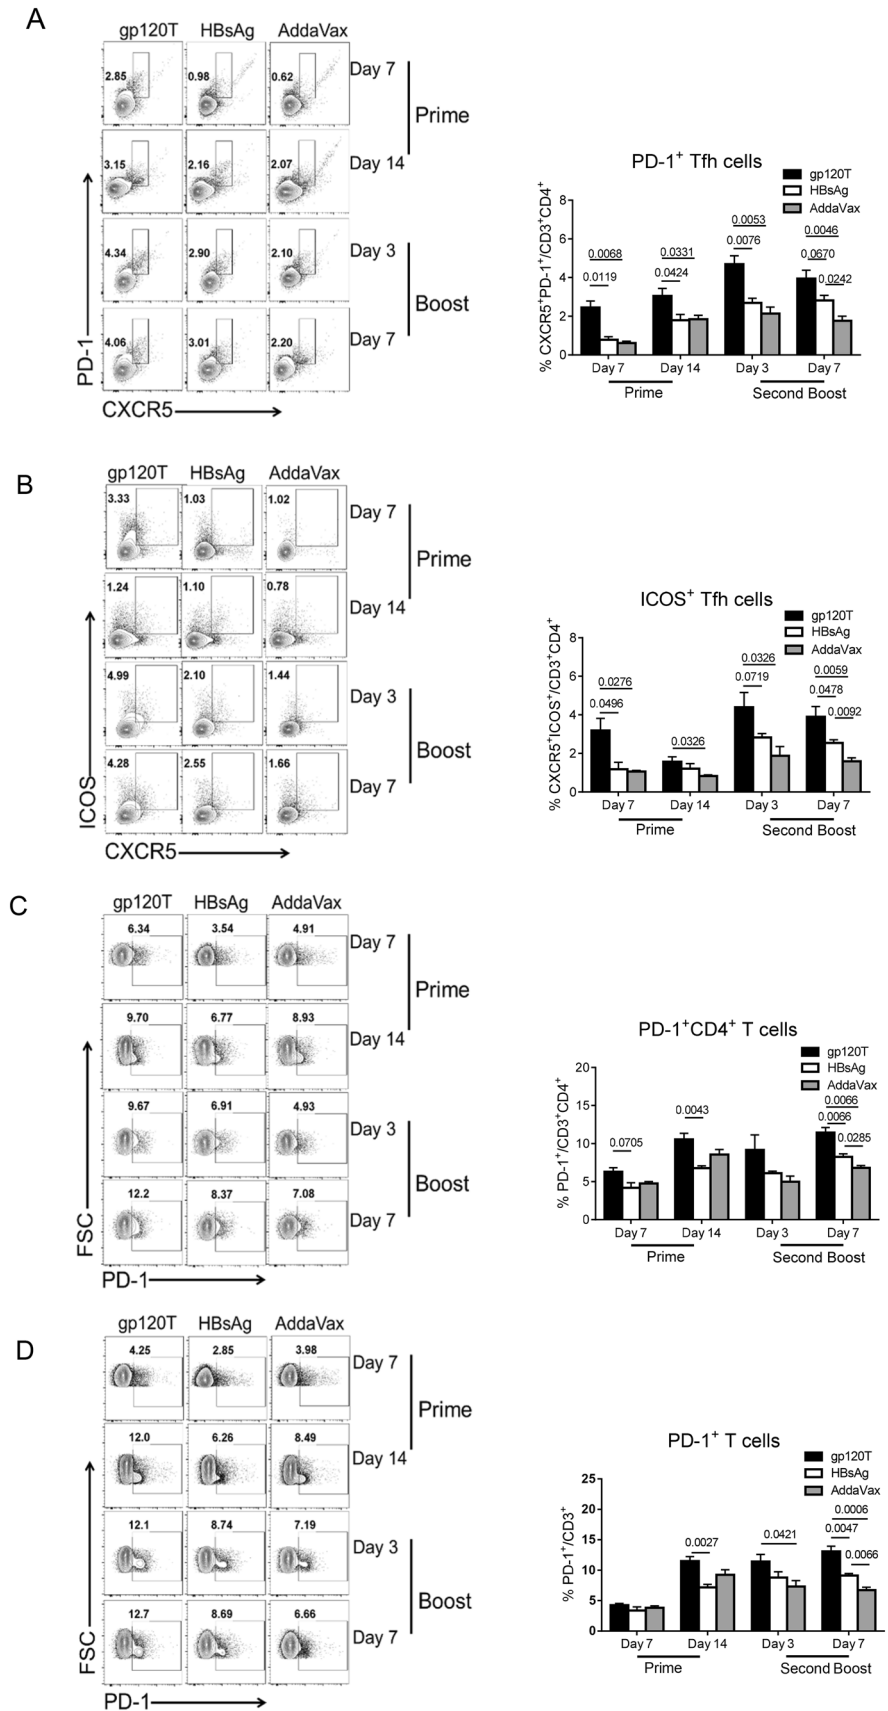 A
gp120T HBsAg AddaVax
2.85 0.98 0.62 Day 7
Prime
3.15 2.16 2.07 Day 14
4.34 2.90 2.10 Day 3
Boost
4.06 3.01 2.20 Day 7
PD-1
CXCR5
PD-1+ Tfh cells
gp120T
HBsAg
AddaVax
% CXCR5+PD-1+/CD3+CD4+
8
6
4
2
0
0.0068
0.0119
0.0331
0.0424
0.0053
0.0076
0.0046
0.0670
0.0242
Day 7 Day 14 Day 3 Day 7
Prime Second Boost
B
gp120T HBsAg AddaVax
3.33 1.03 1.02 Day 7
Prime
1.24 1.10 0.78 Day 14
4.99 2.10 1.44 Day 3
Boost
4.28 2.55 1.66 Day 7
ICOS
CXCR5
ICOS+ Tfh cells
gp120T
HBsAg
AddaVax
% CXCR5+ICOS+/CD3+CD4+
8
6
4
2
0
0.0276
0.0496
0.0326
0.0326
0.0719
0.0059
0.0478
0.0092
Day 7 Day 14 Day 3 Day 7
Prime Second Boost
C
gp120T HBsAg AddaVax
6.34 3.54 4.91 Day 7
Prime
9.70 6.77 8.93 Day 14
9.67 6.91 4.93 Day 3
Boost
12.2 8.37 7.08 Day 7
FSC
PD-1
PD-1+CD4+ T cells
gp120T
HBsAg
AddaVax
% PD-1+/CD3+CD4+
20
15
10
5
0
0.0705
0.0043
0.0066
0.0066
0.0285
Day 7 Day 14 Day 3 Day 7
Prime Second Boost
D
gp120T HBsAg AddaVax
4.25 2.85 3.98 Day 7
Prime
12.0 6.26 8.49 Day 14
12.1 8.74 7.19 Day 3
Boost
12.7 8.69 6.66 Day 7
FSC
PD-1
PD-1+ T cells
gp120T
HBsAg
AddaVax
% PD-1+/CD3+
25
20
15
10
5
0
0.0027
0.0421
0.0006
0.0047
0.0066
Day 7 Day 14 Day 3 Day 7
Prime Second Boost